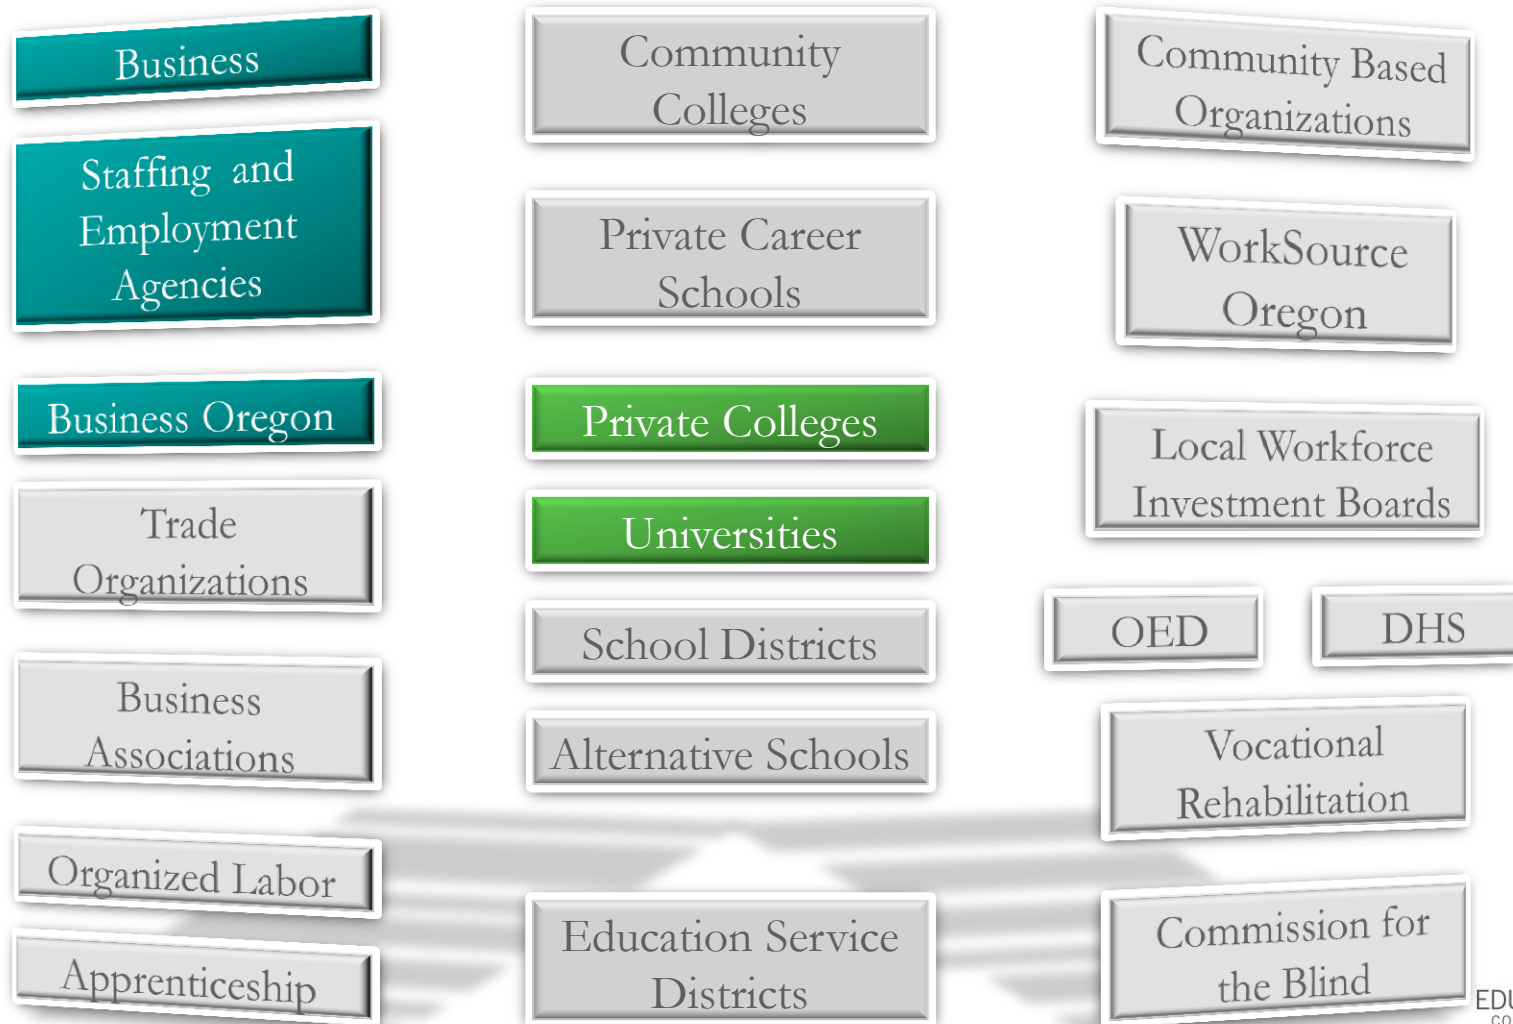 Business
Staffing and
Employment
Agencies
Business Oregon
Trade
Organizations
Business
Associations
Organized Labor
Apprenticeship
Community
Colleges
Private Career
Schools
Private Colleges
Universities
School Districts
Alternative Schools
Education Service
Districts
Community Based
Organizations
WorkSource
Oregon
Local Workforce
Investment Boards
OED
DHS
Vocational
Rehabilitation
Commission for
the Blind